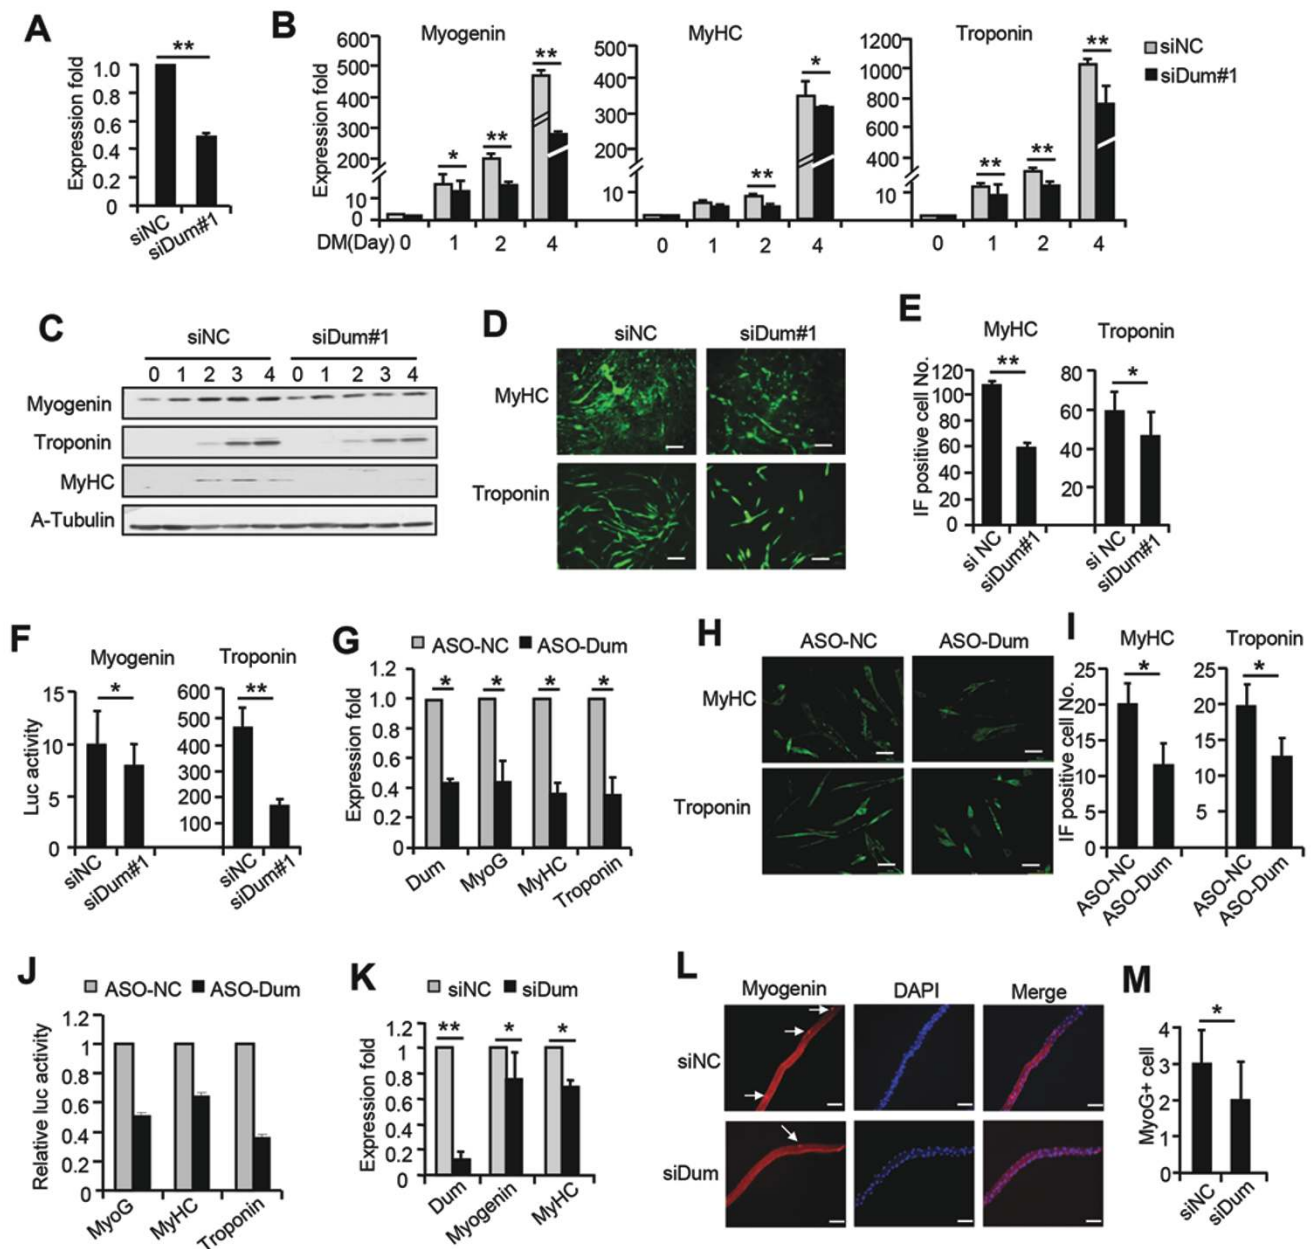 A
**
Expression fold
1.0
0.8
0.6
0.4
0.2
0
siNC
siDum#1
B
Myogenin
MyHC
Troponin
siNC
siDum#1
Expression fold
600
500
400
300
200
10
0
*
**
**
500
400
300
200
10
0
**
*
1200
1000
800
600
400
10
0
**
**
**
DM(Day) 0 1 2 4 0 1 2 4 0 1 2 4
C
siNC siDum#1
0 1 2 3 4 0 1 2 3 4
Myogenin
Troponin
MyHC
A-Tubulin
D
siNC siDum#1
MyHC
Troponin
E
MyHC Troponin
IF positive cell No.
120
100
80
60
40
20
0
**
80
60
40
20
*
si NC
siDum#1
si NC
siDum#1
F
Myogenin Troponin
Luc activity
15
10
5
0
*
600
500
400
300
200
100
**
siNC
siDum#1
siNC
siDum#1
G
ASO-NC ASO-Dum
Expression fold
1.2
1
0.8
0.6
0.4
0.2
0
* * * *
Dum
MyoG
MyHC
Troponin
H
ASO-NC ASO-Dum
MyHC
Troponin
I
MyHC Troponin
IF positive cell No.
25
20
15
10
5
0
*
25
20
15
10
5
*
ASO-NC
ASO-Dum
ASO-NC
ASO-Dum
J
ASO-NC ASO-Dum
Relative luc activity
1.2
1
0.8
0.6
0.4
0.2
0
MyoG
MyHC
Troponin
K
siNC siDum
Expression fold
1.2
1
0.8
0.6
0.4
0.2
0
** * *
Dum
Myogenin
MyHC
L
Myogenin DAPI Merge
siNC
siDum
M
*
MyoG+ cell
4
3
2
1
0
siNC
siDum